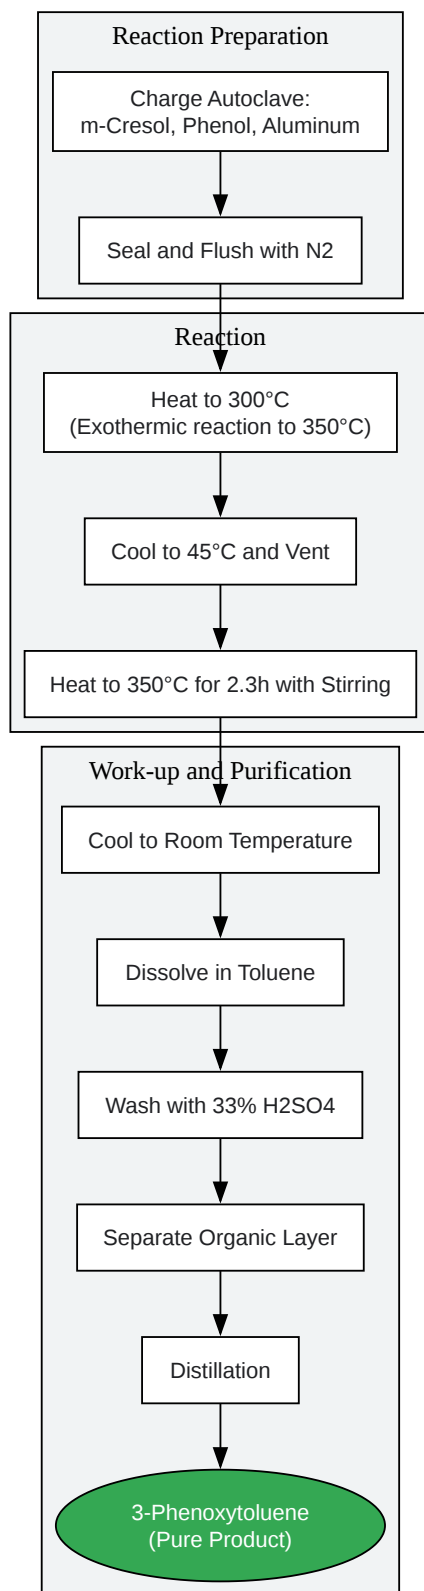 Reaction Preparation
Charge Autoclave:
m-Cresol, Phenol, Aluminum
Seal and Flush with N2
Reaction
Heat to 300°C
(Exothermic reaction to 350°C)
Cool to 45°C and Vent
Heat to 350°C for 2.3h with Stirring
Work-up and Purification
Cool to Room Temperature
Dissolve in Toluene
Wash with 33% H2SO4
Separate Organic Layer
Distillation
3-Phenoxytoluene
(Pure Product)